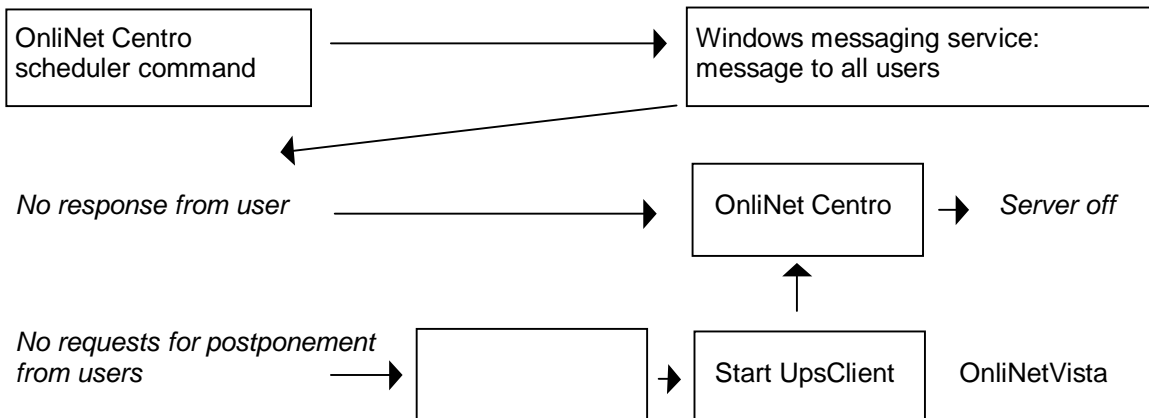 OnliNet Centro
scheduler command
Windows messaging service:
message to all users
No response from user
OnliNet Centro
Server off
No requests for postponement
from users
Start UpsClient
OnliNetVista